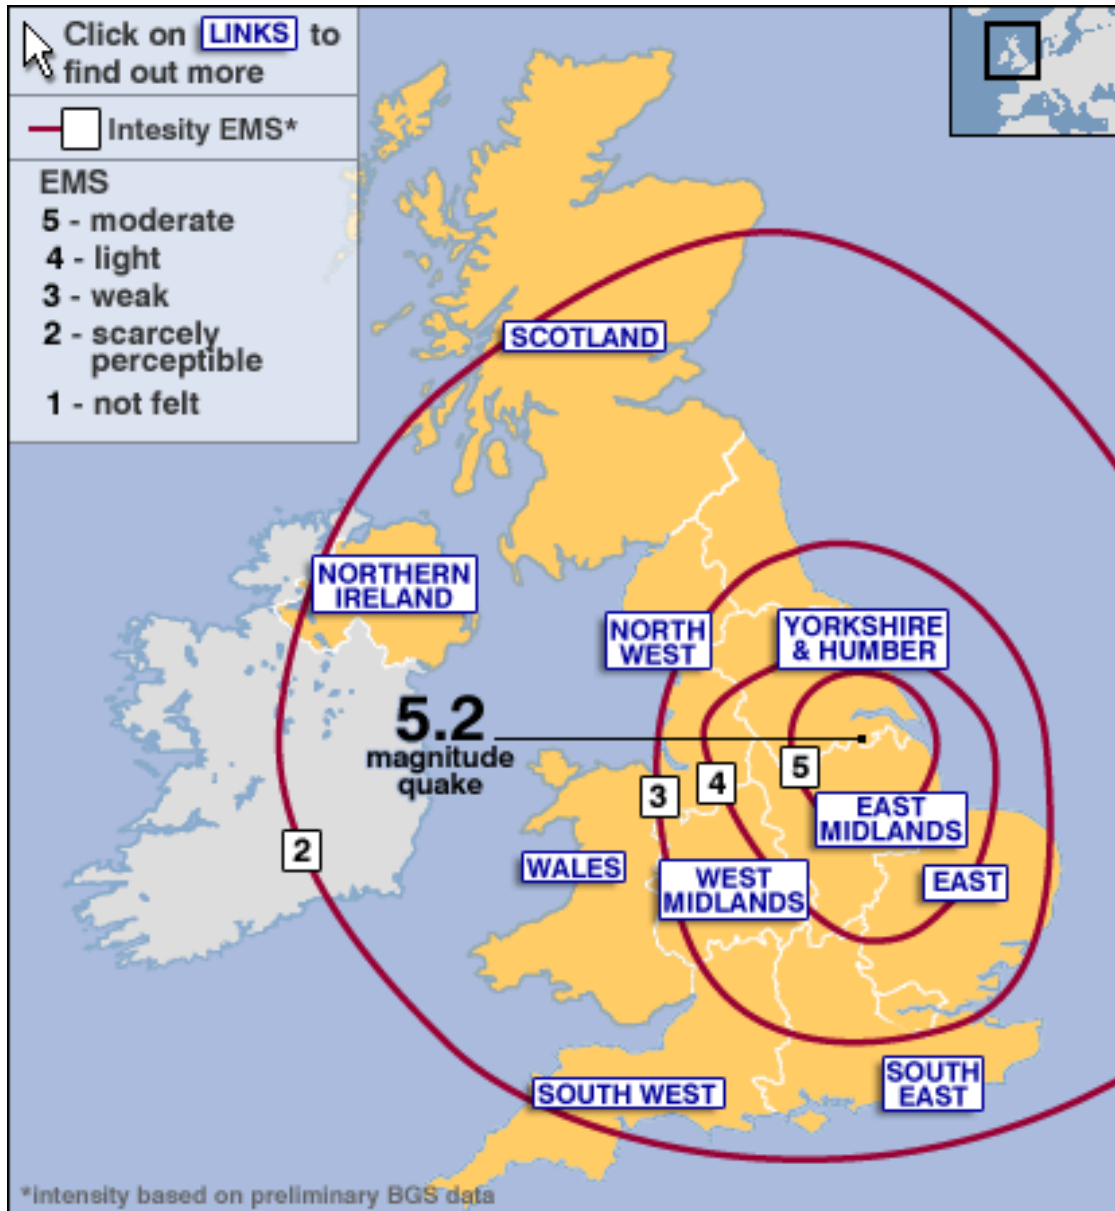 Click on LINKS to
find out more
Intesity EMS*
EMS
5 - moderate
4 - light
3 - weak
2 - scarcely
perceptible
1 - not felt
SCOTLAND
NORTHERN
IRELAND
NORTH
WEST
YORKSHIRE
& HUMBER
5.2
magnitude
quake
5
4
3
2
EAST
MIDLANDS
WALES
WEST
MIDLANDS
EAST
SOUTH WEST
SOUTH
EAST
*intensity based on preliminary BGS data